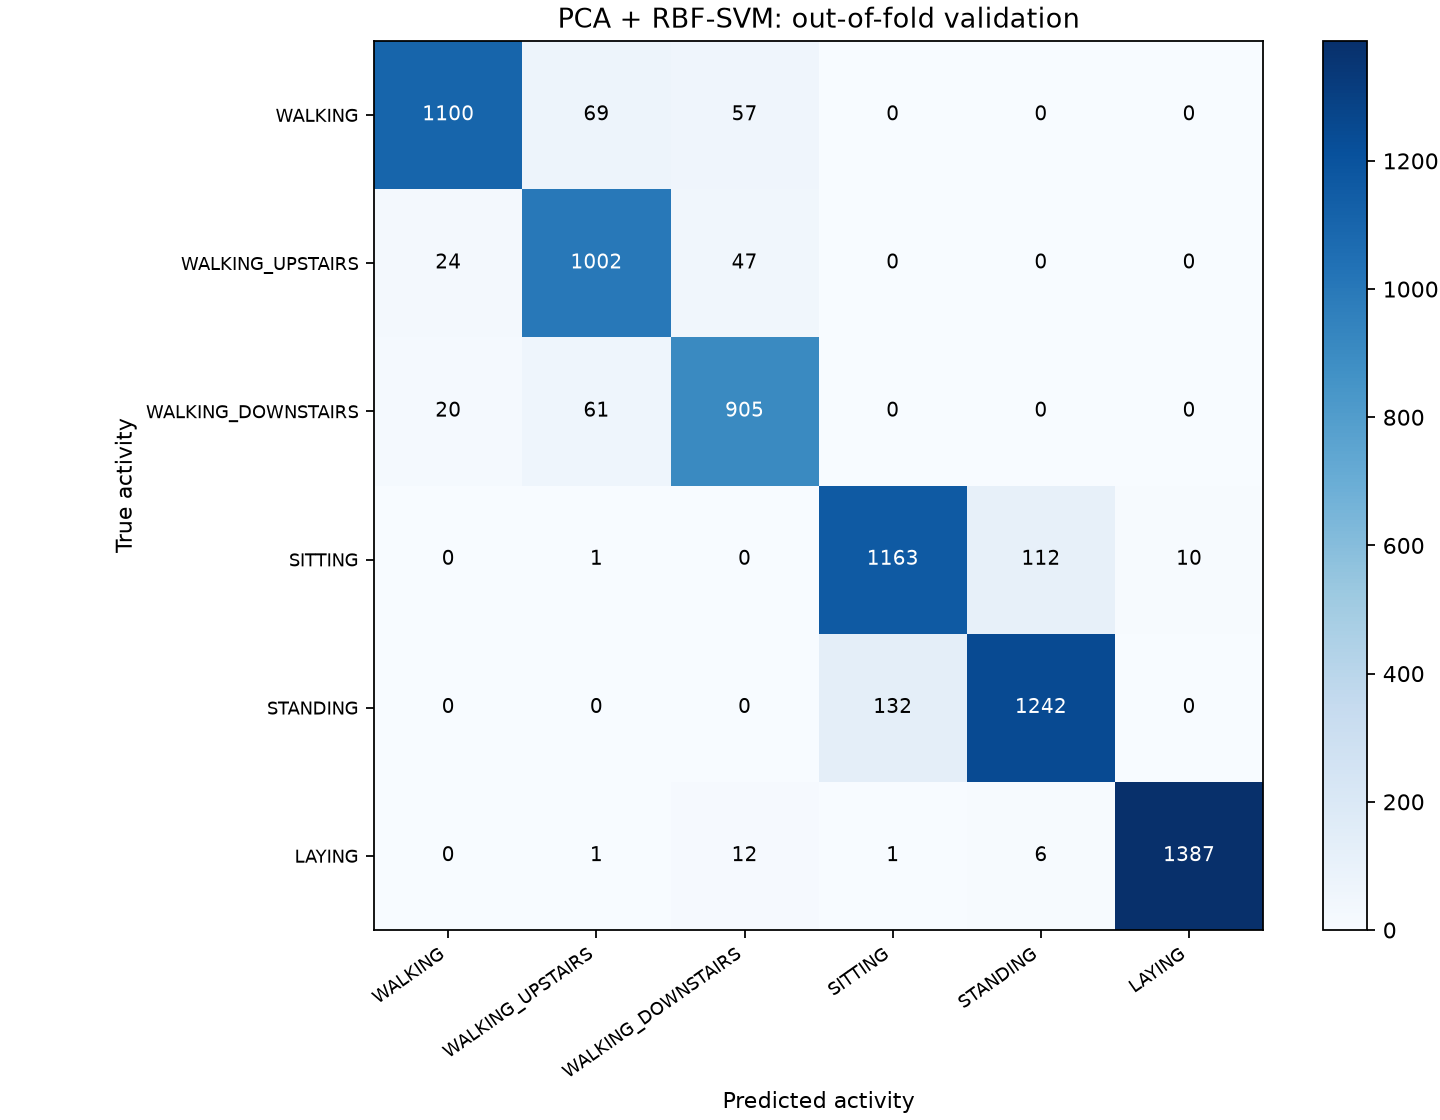 PCA + RBF-SVM: out-of-fold validation
WALKING 1100 69 57 0 0 0
WALKING_UPSTAIRS 24 1002 47 0 0 0
WALKING_DOWNSTAIRS 20 61 905 0 0 0
SITTING 0 1 0 1163 112 10
STANDING 0 0 0 132 1242 0
LAYING 0 1 12 1 6 1387
True activity
WALKING
WALKING_UPSTAIRS
WALKING_DOWNSTAIRS
SITTING
STANDING
LAYING
Predicted activity
1200
1000
800
600
400
200
0